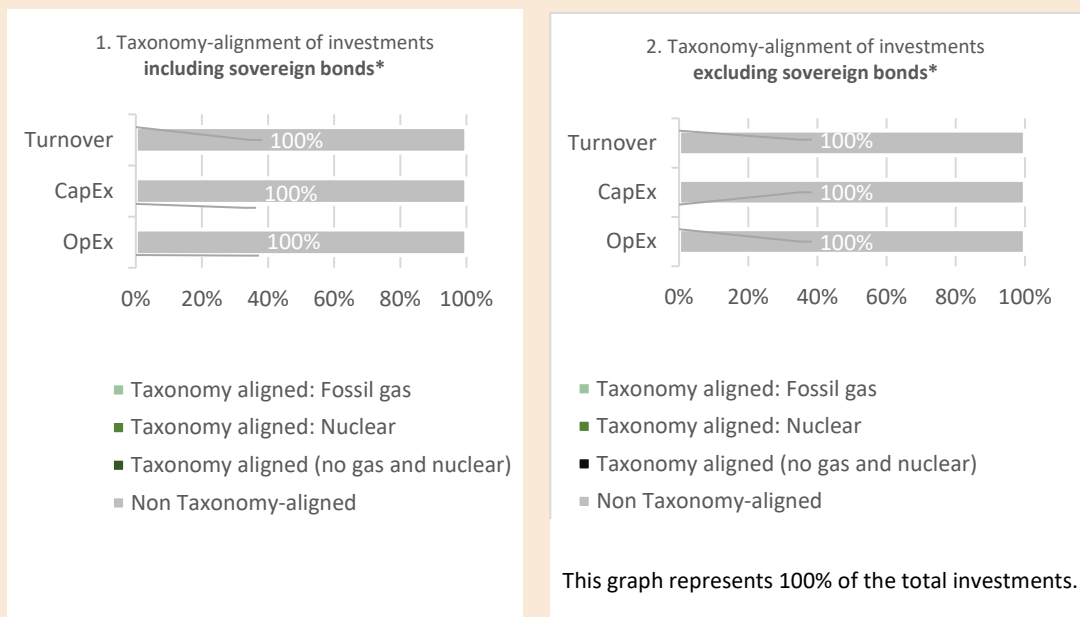 1. Taxonomy-alignment of investments
including sovereign bonds*
Turnover
100%
CapEx
100%
OpEx
100%
0% 20% 40% 60% 80% 100%
Taxonomy aligned: Fossil gas
Taxonomy aligned: Nuclear
Taxonomy aligned (no gas and nuclear)
Non Taxonomy-aligned
2. Taxonomy-alignment of investments
excluding sovereign bonds*
Turnover
100%
CapEx
100%
OpEx
100%
0% 20% 40% 60% 80% 100%
Taxonomy aligned: Fossil gas
Taxonomy aligned: Nuclear
Taxonomy aligned (no gas and nuclear)
Non Taxonomy-aligned
This graph represents 100% of the total investments.